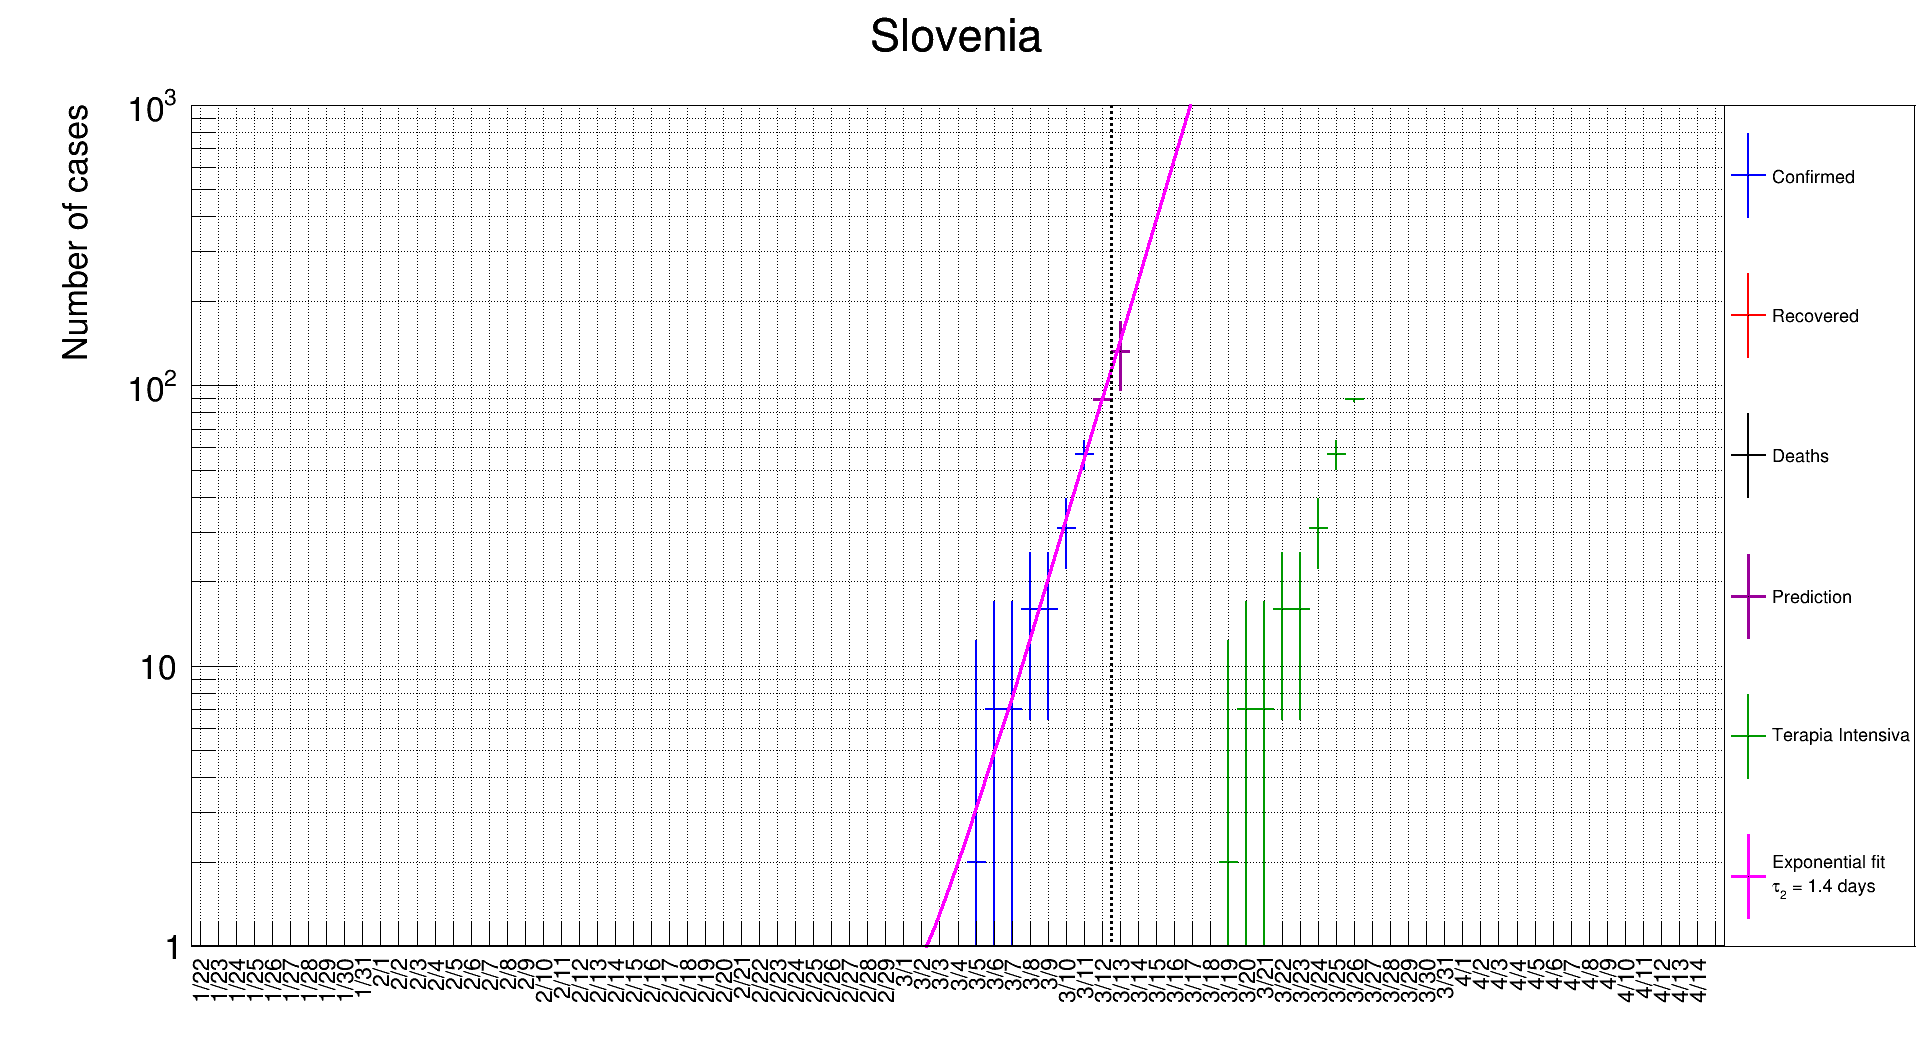 Slovenia
Number of cases
10³
10²
10
1
1/22 1/23 1/24 1/25 1/26 1/27 1/28 1/29 1/30 1/31 2/1 2/2 2/3 2/4 2/5 2/6 2/7 2/8 2/9 2/10 2/11 2/12 2/13 2/14 2/15 2/16 2/17 2/18 2/19 2/20 2/21 2/22 2/23 2/24 2/25 2/26 2/27 2/28 2/29 3/1 3/2 3/3 3/4 3/5 3/6 3/7 3/8 3/9 3/10 3/11 3/12 3/13 3/14 3/15 3/16 3/17 3/18 3/19 3/20 3/21 3/22 3/23 3/24 3/25 3/26 3/27 3/28 3/29 3/30 3/31 4/1 4/2 4/3 4/4 4/5 4/6 4/7 4/8 4/9 4/10 4/11 4/12 4/13 4/14
Confirmed
Recovered
Deaths
Prediction
Terapia Intensiva
Exponential fit
τ₂ = 1.4 days